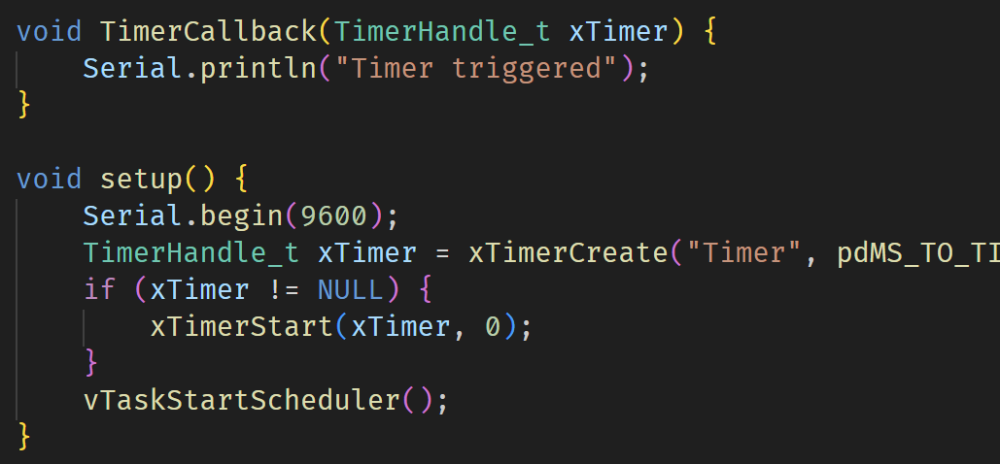 void TimerCallback(TimerHandle_t xTimer) {
    Serial.println("Timer triggered");
}

void setup() {
    Serial.begin(9600);
    TimerHandle_t xTimer = xTimerCreate("Timer", pdMS_TO_TI
    if (xTimer != NULL) {
        xTimerStart(xTimer, 0);
    }
    vTaskStartScheduler();
}